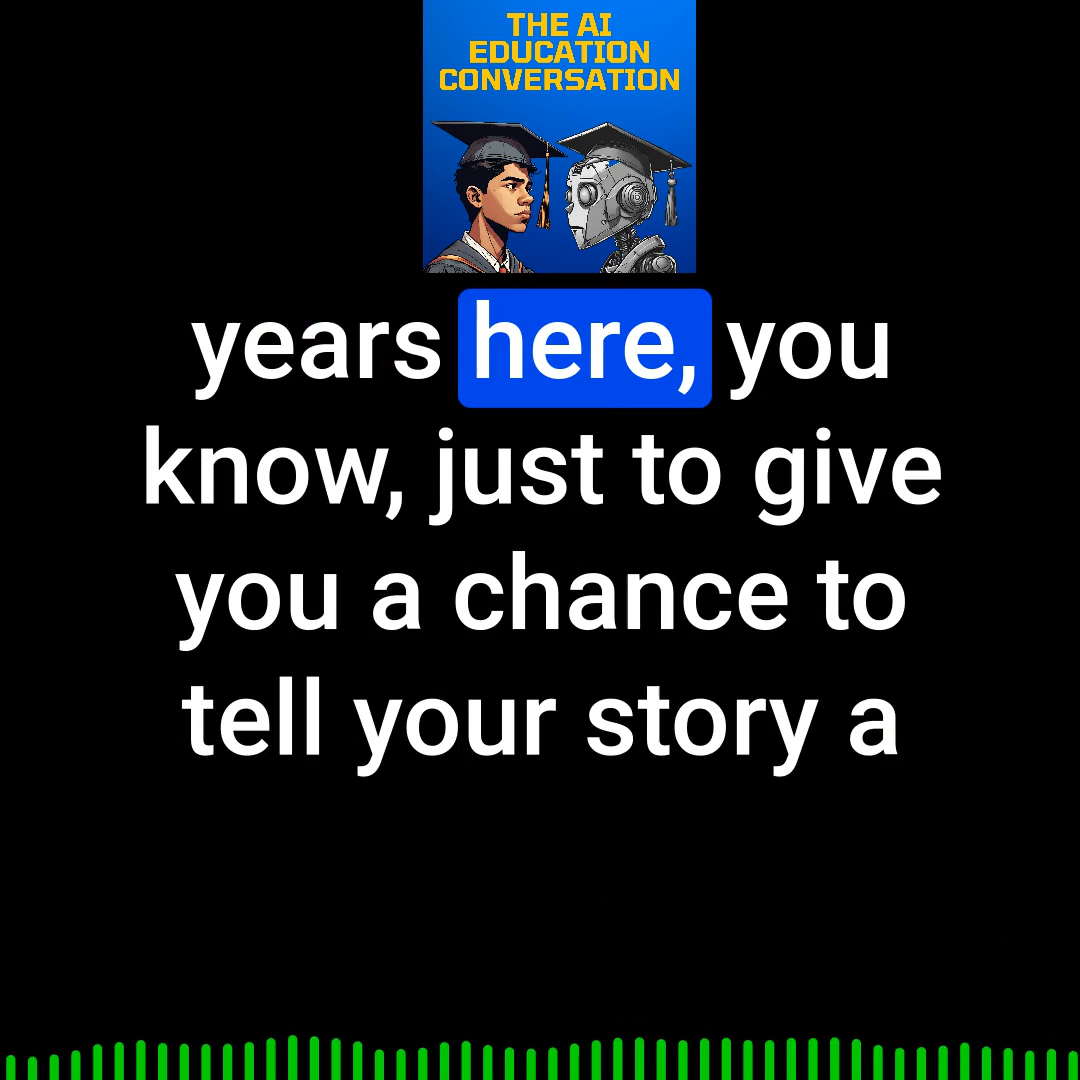 THE AI
EDUCATION
CONVERSATION
years here, you
know, just to give
you a chance to
tell your story a